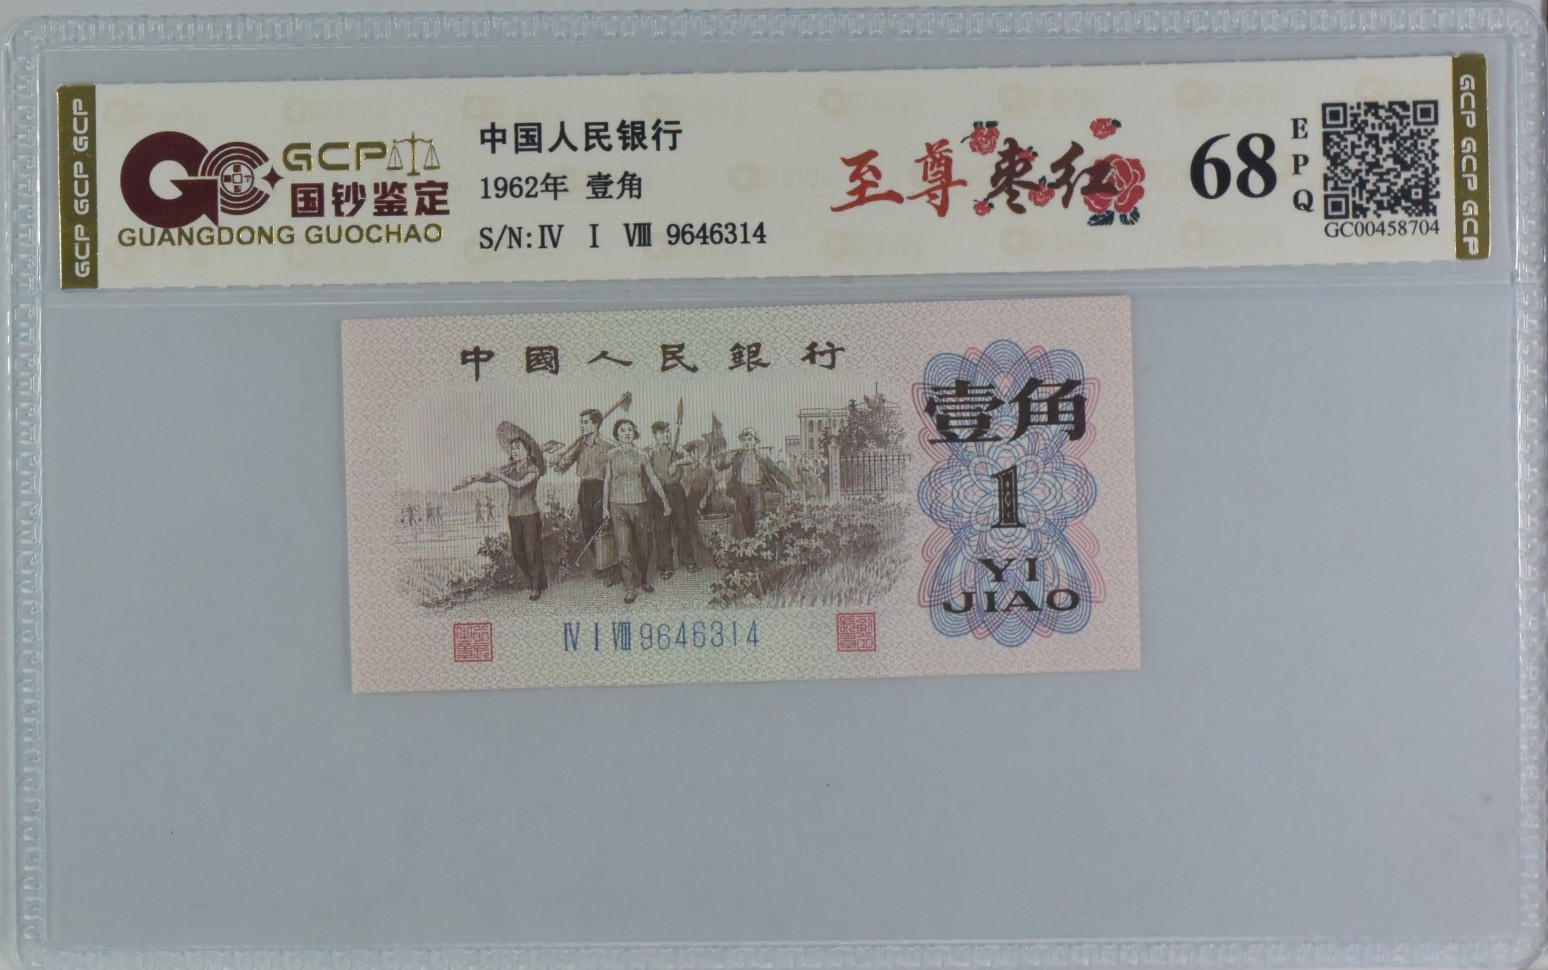 GCP GCP GCP
GCP
国钞鉴定
GUANGDONG GUOCHAO
中国人民银行
1962年 壹角
S/N:Ⅳ Ⅰ Ⅷ 9646314
至尊枣红
68
EPQ
GC00458704
GCP GCP GCP
中國人民銀行
壹角
1
YI
JIAO
Ⅳ Ⅰ Ⅷ 9646314